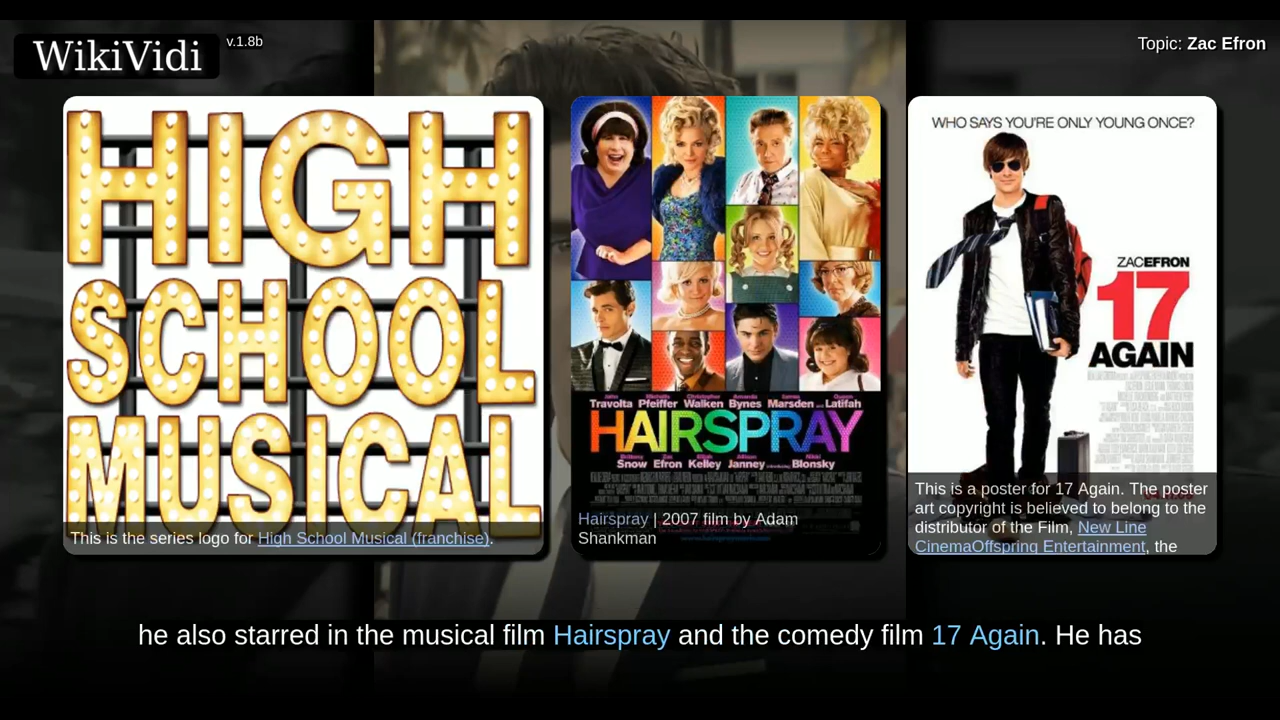 WikiVidi
v.1.8b
Topic: Zac Efron
HIGH
SCHOOL
MUSICAL
This is the series logo for High School Musical (franchise).
John Michelle Christopher Amanda James Queen
Travolta Pfeiffer Walken Bynes Marsden and Latifah
HAIRSPRAY
Brittany Zac Elijah Allison Nikki
Snow Efron Kelley Janney Blonsky
Hairspray | 2007 film by Adam
Shankman
WHO SAYS YOU'RE ONLY YOUNG ONCE?
ZACEFRON
17
AGAIN
This is a poster for 17 Again. The poster
art copyright is believed to belong to the
distributor of the Film, New Line
CinemaOffspring Entertainment, the
he also starred in the musical film Hairspray and the comedy film 17 Again. He has